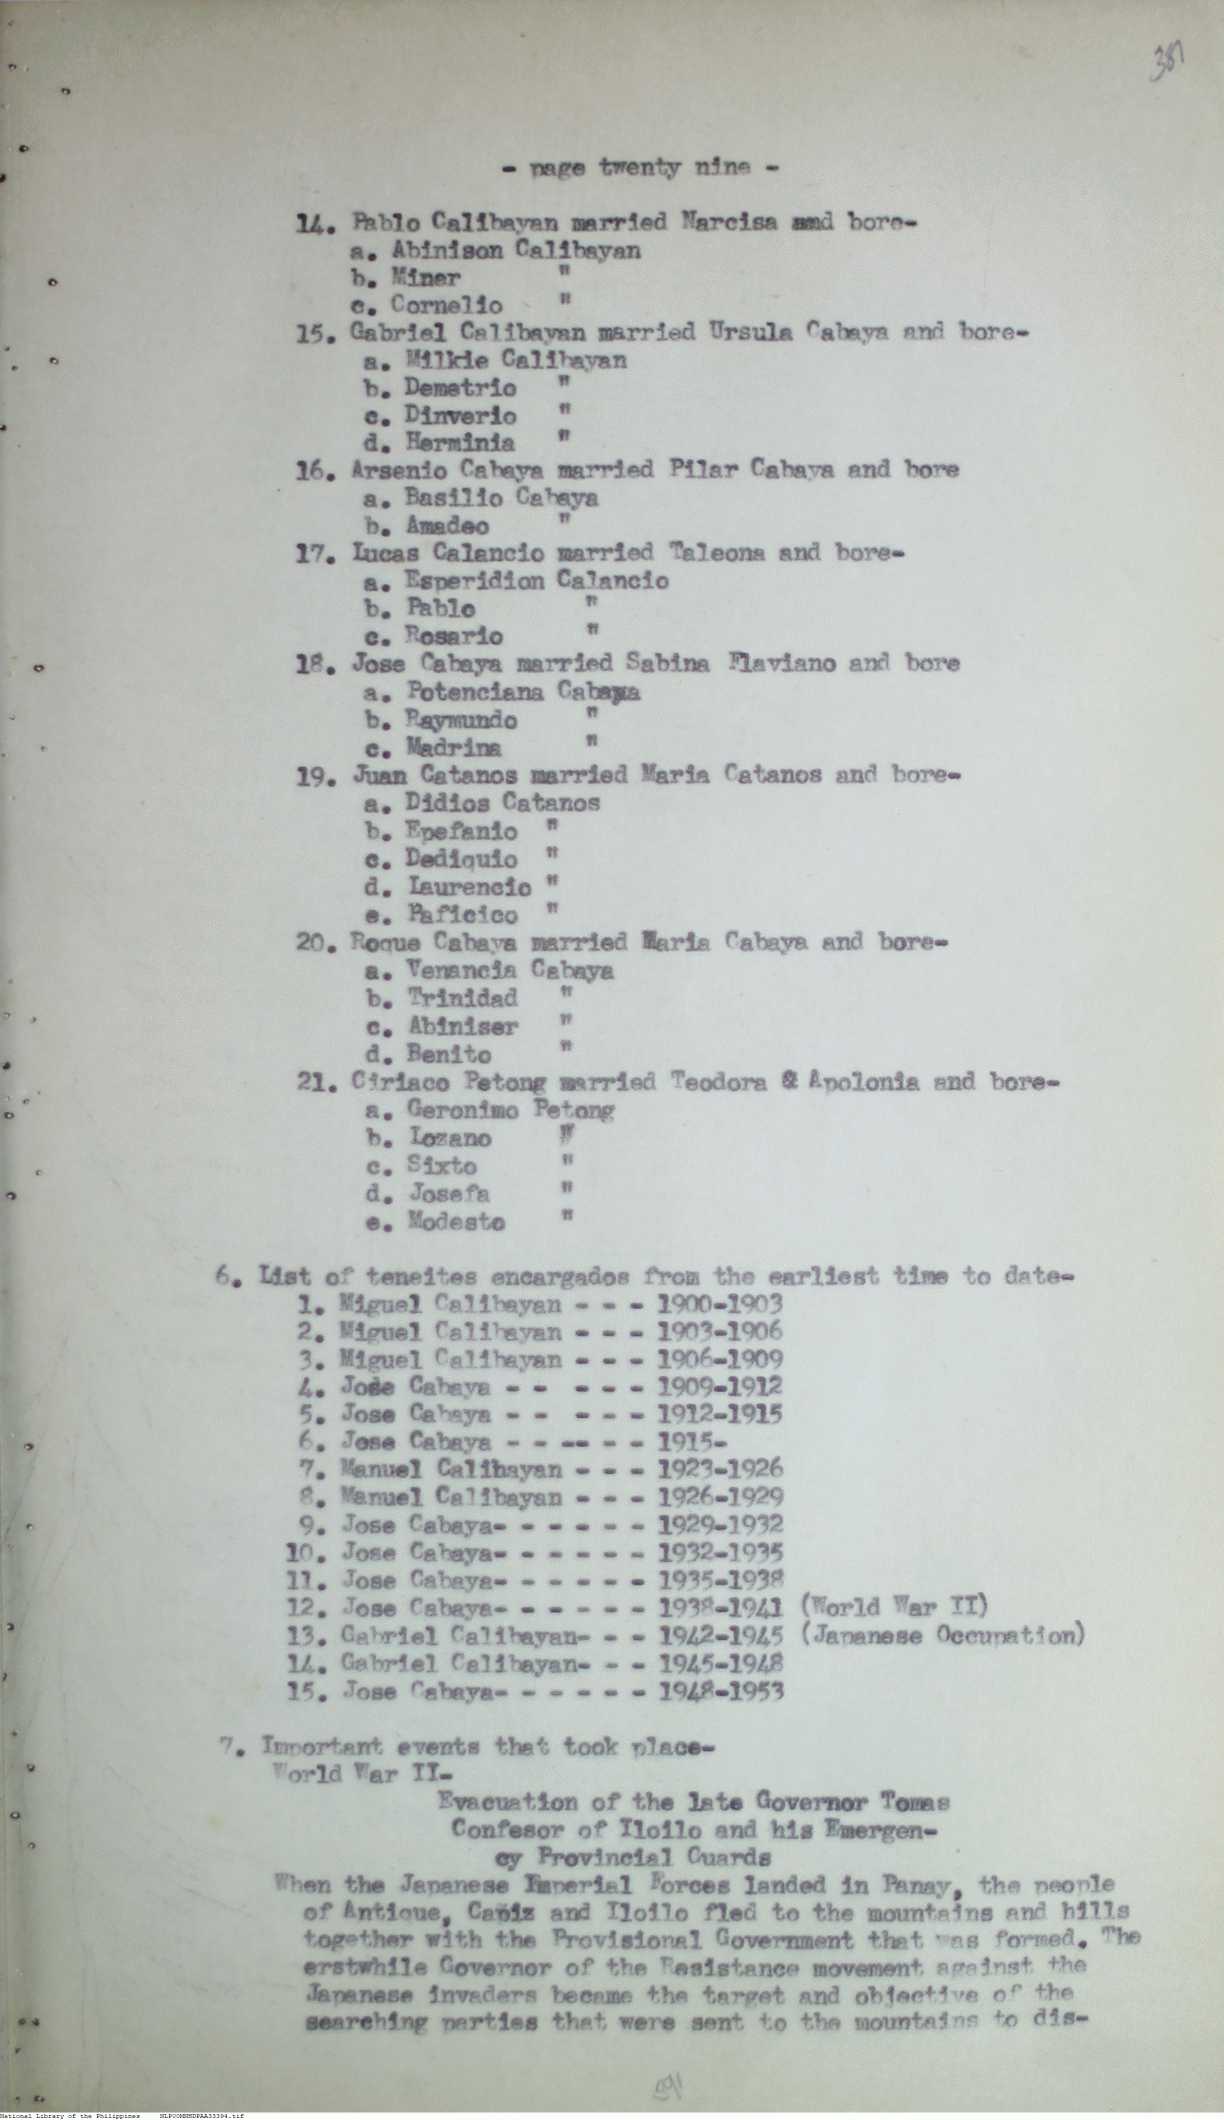 381
- page twenty nine -
14. Pablo Calibayan married Narcisa and bore-
a. Abinison Calibayan
b. Miner "
c. Cornelio "
15. Gabriel Calibayan married Ursula Cabaya and bore-
a. Milkie Calibayan
b. Demetrio "
c. Dinverio "
d. Herminia "
16. Arsenio Cabaya married Pilar Cabaya and bore
a. Basilio Cabaya
b. Amadeo "
17. Lucas Calancio married Taleona and bore-
a. Esperidion Calancio
b. Pablo "
c. Rosario "
18. Jose Cabaya married Sabina Flaviano and bore
a. Potenciana Cabaya
b. Raymundo "
c. Madrina "
19. Juan Catanos married Maria Catanos and bore-
a. Didios Catanos
b. Epefanio "
c. Dediquio "
d. Laurencio "
e. Paficico "
20. Roque Cabaya married Maria Cabaya and bore-
a. Venancia Cabaya
b. Trinidad "
c. Abiniser "
d. Benito "
21. Ciriaco Petong married Teodora & Apolonia and bore-
a. Geronimo Petong
b. Lozano "
c. Sixto "
d. Josefa "
e. Modesto "
6. List of teneites encargados from the earliest time to date-
1. Miguel Calibayan - - - 1900-1903
2. Miguel Calibayan - - - 1903-1906
3. Miguel Calibayan - - - 1906-1909
4. Jose Cabaya - - - - - 1909-1912
5. Jose Cabaya - - - - - 1912-1915
6. Jose Cabaya - - -- - - 1915-
7. Manuel Calibayan - - - 1923-1926
8. Manuel Calibayan - - - 1926-1929
9. Jose Cabaya- - - - - - 1929-1932
10. Jose Cabaya- - - - - - 1932-1935
11. Jose Cabaya- - - - - - 1935-1938
12. Jose Cabaya- - - - - - 1938-1941 (World War II)
13. Gabriel Calibayan- - - 1942-1945 (Japanese Occupation)
14. Gabriel Calibayan- - - 1945-1948
15. Jose Cabaya- - - - - - 1948-1953
7. Important events that took place-
World War II-
Evacuation of the late Governor Tomas
Confesor of Iloilo and his Emergen-
cy Provincial Guards
When the Japanese Imperial Forces landed in Panay, the people
of Antique, Capiz and Iloilo fled to the mountains and hills
together with the Provisional Government that was formed. The
erstwhile Governor of the Resistance movement against the
Japanese invaders became the target and objective of the
searching parties that were sent to the mountains to dis-
National Library of the Philippines NLPUOMHHDPAA33394.tif